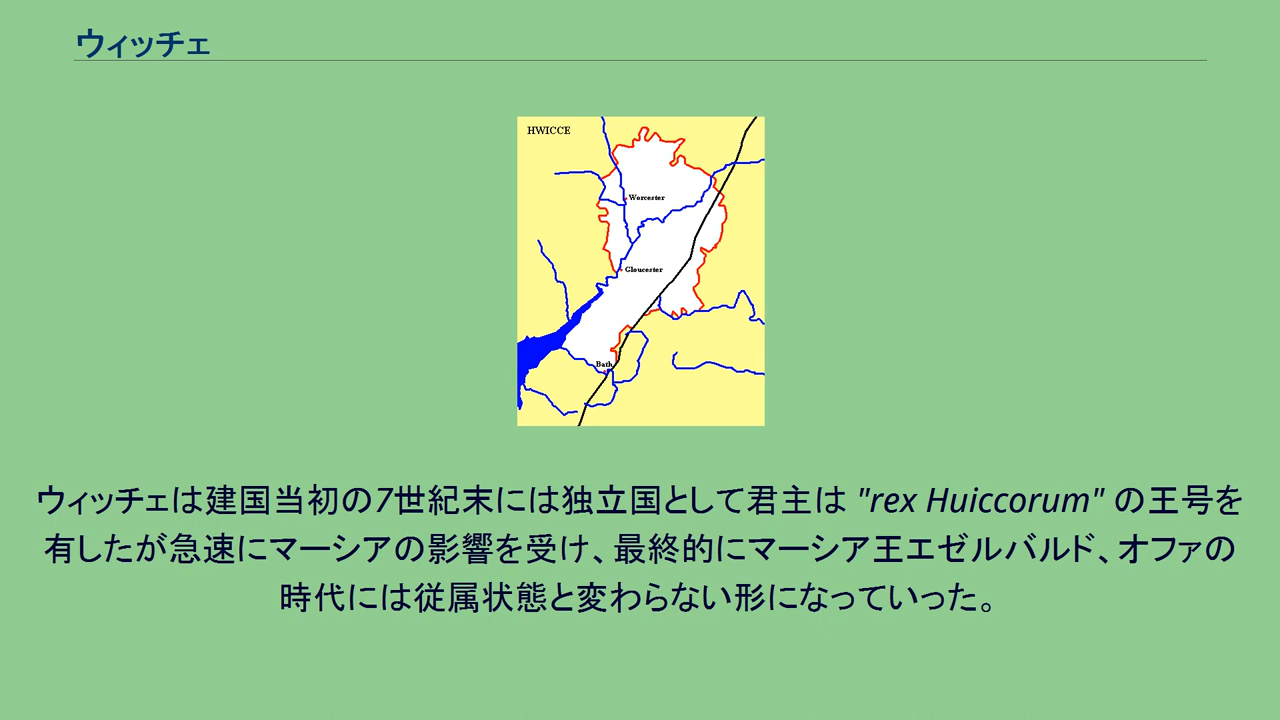 ウィッチェ
HWICCE
Worcester
Gloucester
Bath
ウィッチェは建国当初の7世紀末には独立国として君主は "rex Huiccorum" の王号を
有したが急速にマーシアの影響を受け、最終的にマーシア王エゼルバルド、オファの
時代には従属状態と変わらない形になっていった。